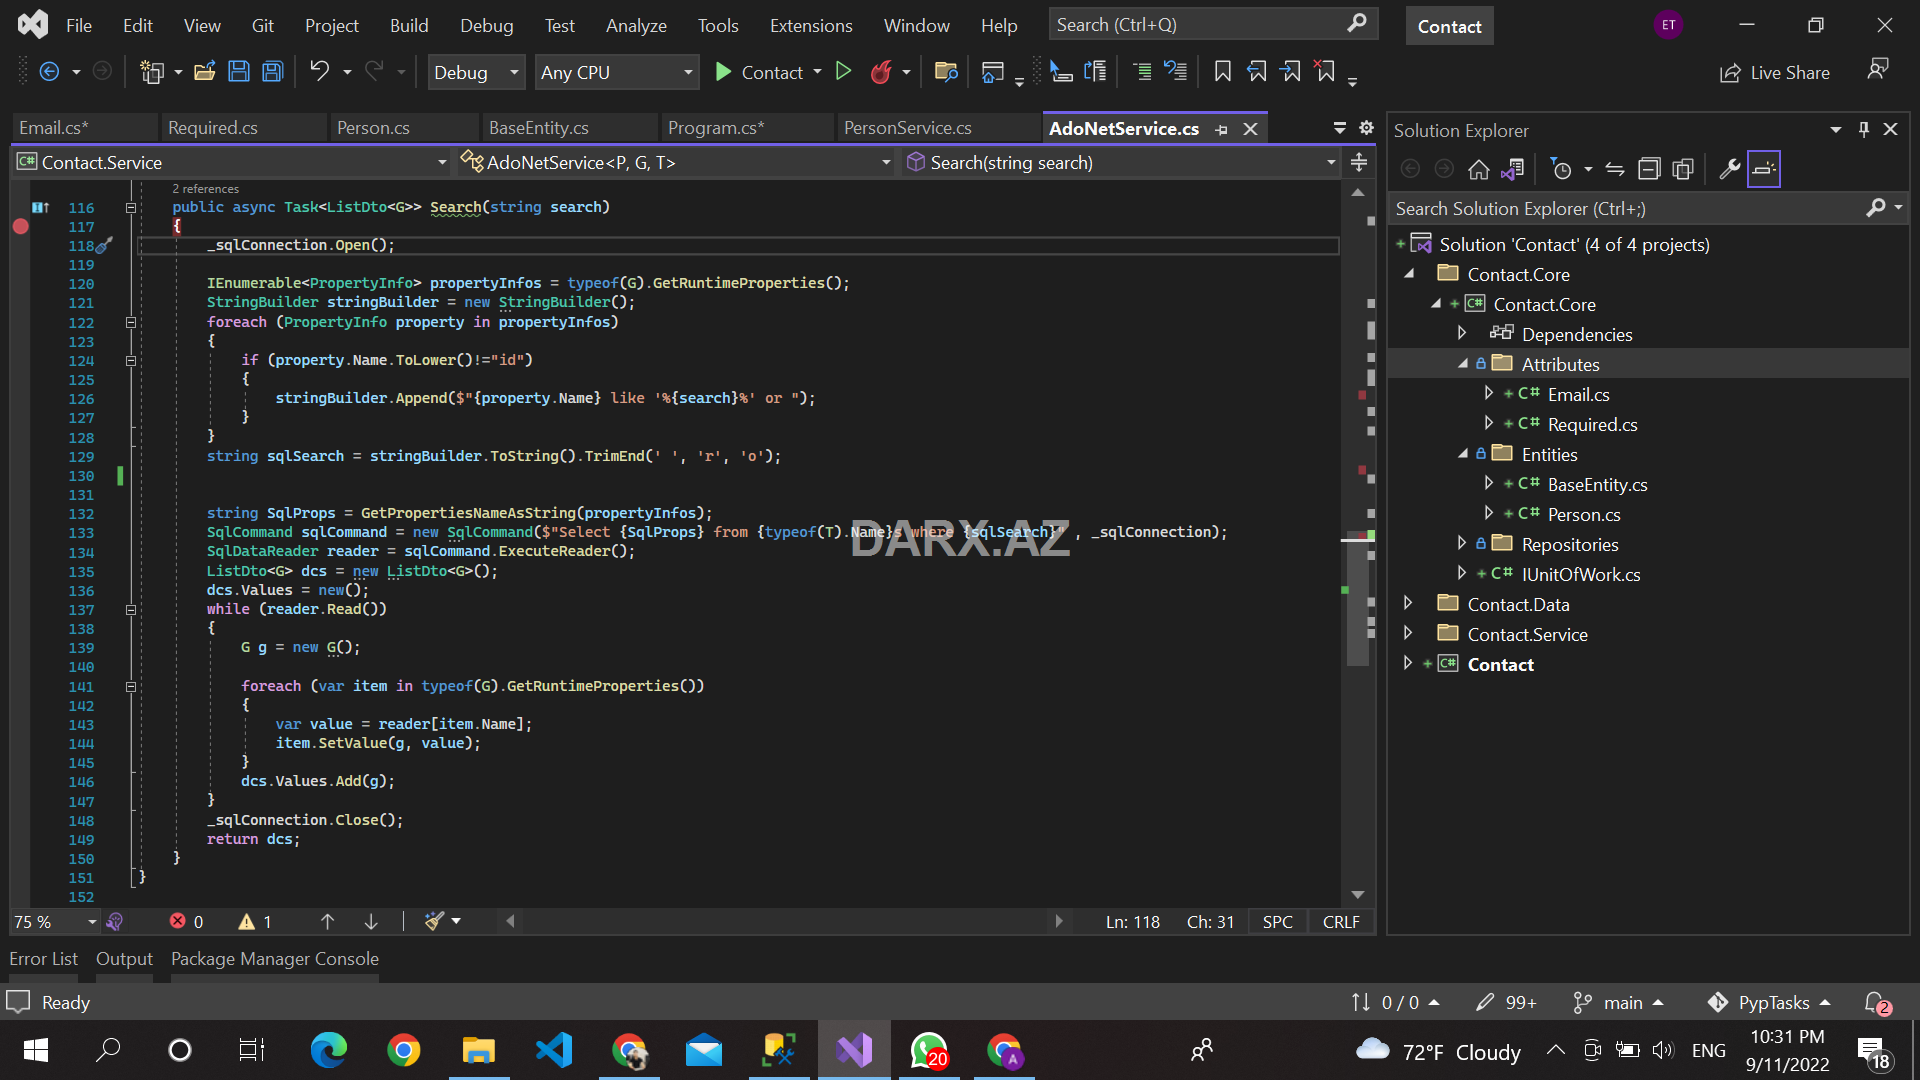 File Edit View Git Project Build Debug Test Analyze Tools Extensions Window Help Search (Ctrl+Q) Contact ET
Debug Any CPU Contact Live Share
Email.cs* Required.cs Person.cs BaseEntity.cs Program.cs* PersonService.cs AdoNetService.cs
C# Contact.Service AdoNetService<P, G, T> Search(string search)
2 references
116 public async Task<ListDto<G>> Search(string search)
117 {
118 _sqlConnection.Open();
119
120 IEnumerable<PropertyInfo> propertyInfos = typeof(G).GetRuntimeProperties();
121 StringBuilder stringBuilder = new StringBuilder();
122 foreach (PropertyInfo property in propertyInfos)
123 {
124 if (property.Name.ToLower()!="id")
125 {
126 stringBuilder.Append($"{property.Name} like '%{search}%' or ");
127 }
128 }
129 string sqlSearch = stringBuilder.ToString().TrimEnd(' ', 'r', 'o');
130
131
132 string SqlProps = GetPropertiesNameAsString(propertyInfos);
133 SqlCommand sqlCommand = new SqlCommand($"Select {SqlProps} from {typeof(T).Name}s where {sqlSearch}" , _sqlConnection);
134 SqlDataReader reader = sqlCommand.ExecuteReader();
135 ListDto<G> dcs = new ListDto<G>();
136 dcs.Values = new();
137 while (reader.Read())
138 {
139 G g = new G();
140
141 foreach (var item in typeof(G).GetRuntimeProperties())
142 {
143 var value = reader[item.Name];
144 item.SetValue(g, value);
145 }
146 dcs.Values.Add(g);
147 }
148 _sqlConnection.Close();
149 return dcs;
150 }
151 }
152
DARX.AZ
75 % 0 1 Ln: 118 Ch: 31 SPC CRLF
Error List Output Package Manager Console
Solution Explorer
Search Solution Explorer (Ctrl+;)
Solution 'Contact' (4 of 4 projects)
Contact.Core
C# Contact.Core
Dependencies
Attributes
C# Email.cs
C# Required.cs
Entities
C# BaseEntity.cs
C# Person.cs
Repositories
C# IUnitOfWork.cs
Contact.Data
Contact.Service
C# Contact
Ready 0 / 0 99+ main PypTasks 2
20 A 72°F Cloudy ENG 10:31 PM
9/11/2022 18